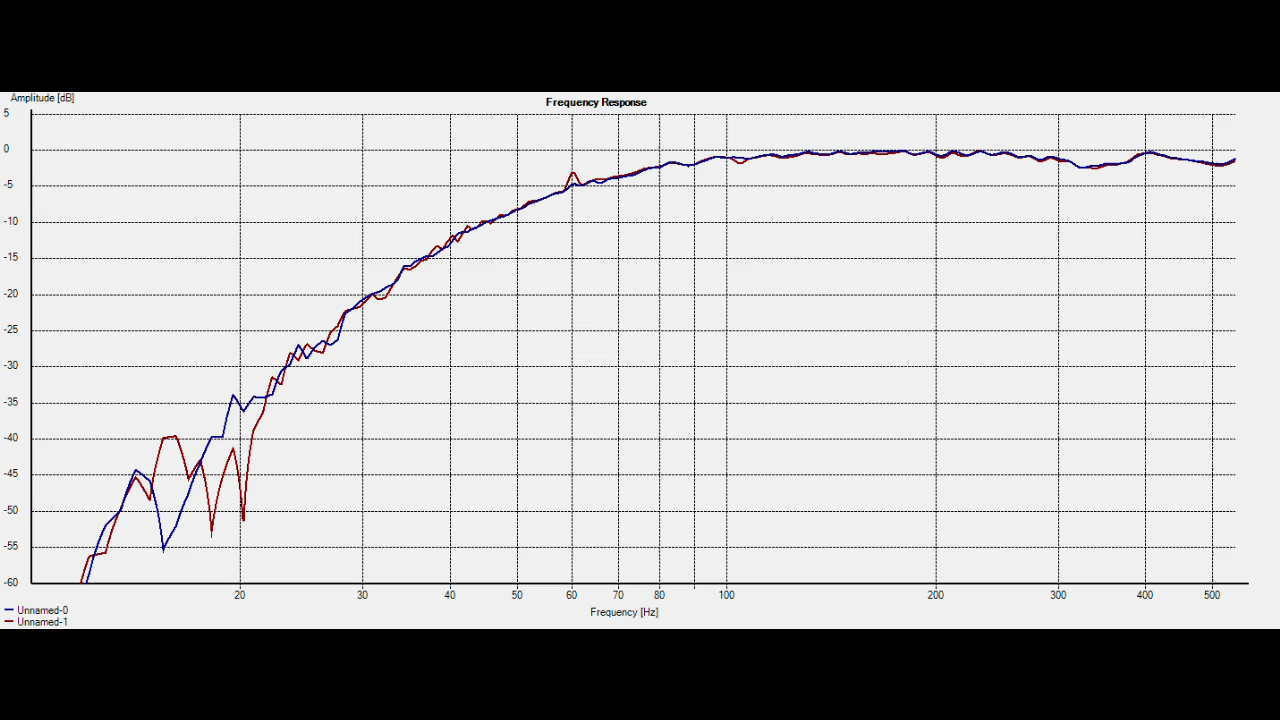 Amplitude [dB]
Frequency Response
5
0
-5
-10
-15
-20
-25
-30
-35
-40
-45
-50
-55
-60
20 30 40 50 60 70 80 100 200 300 400 500
Frequency [Hz]
Unnamed-0
Unnamed-1